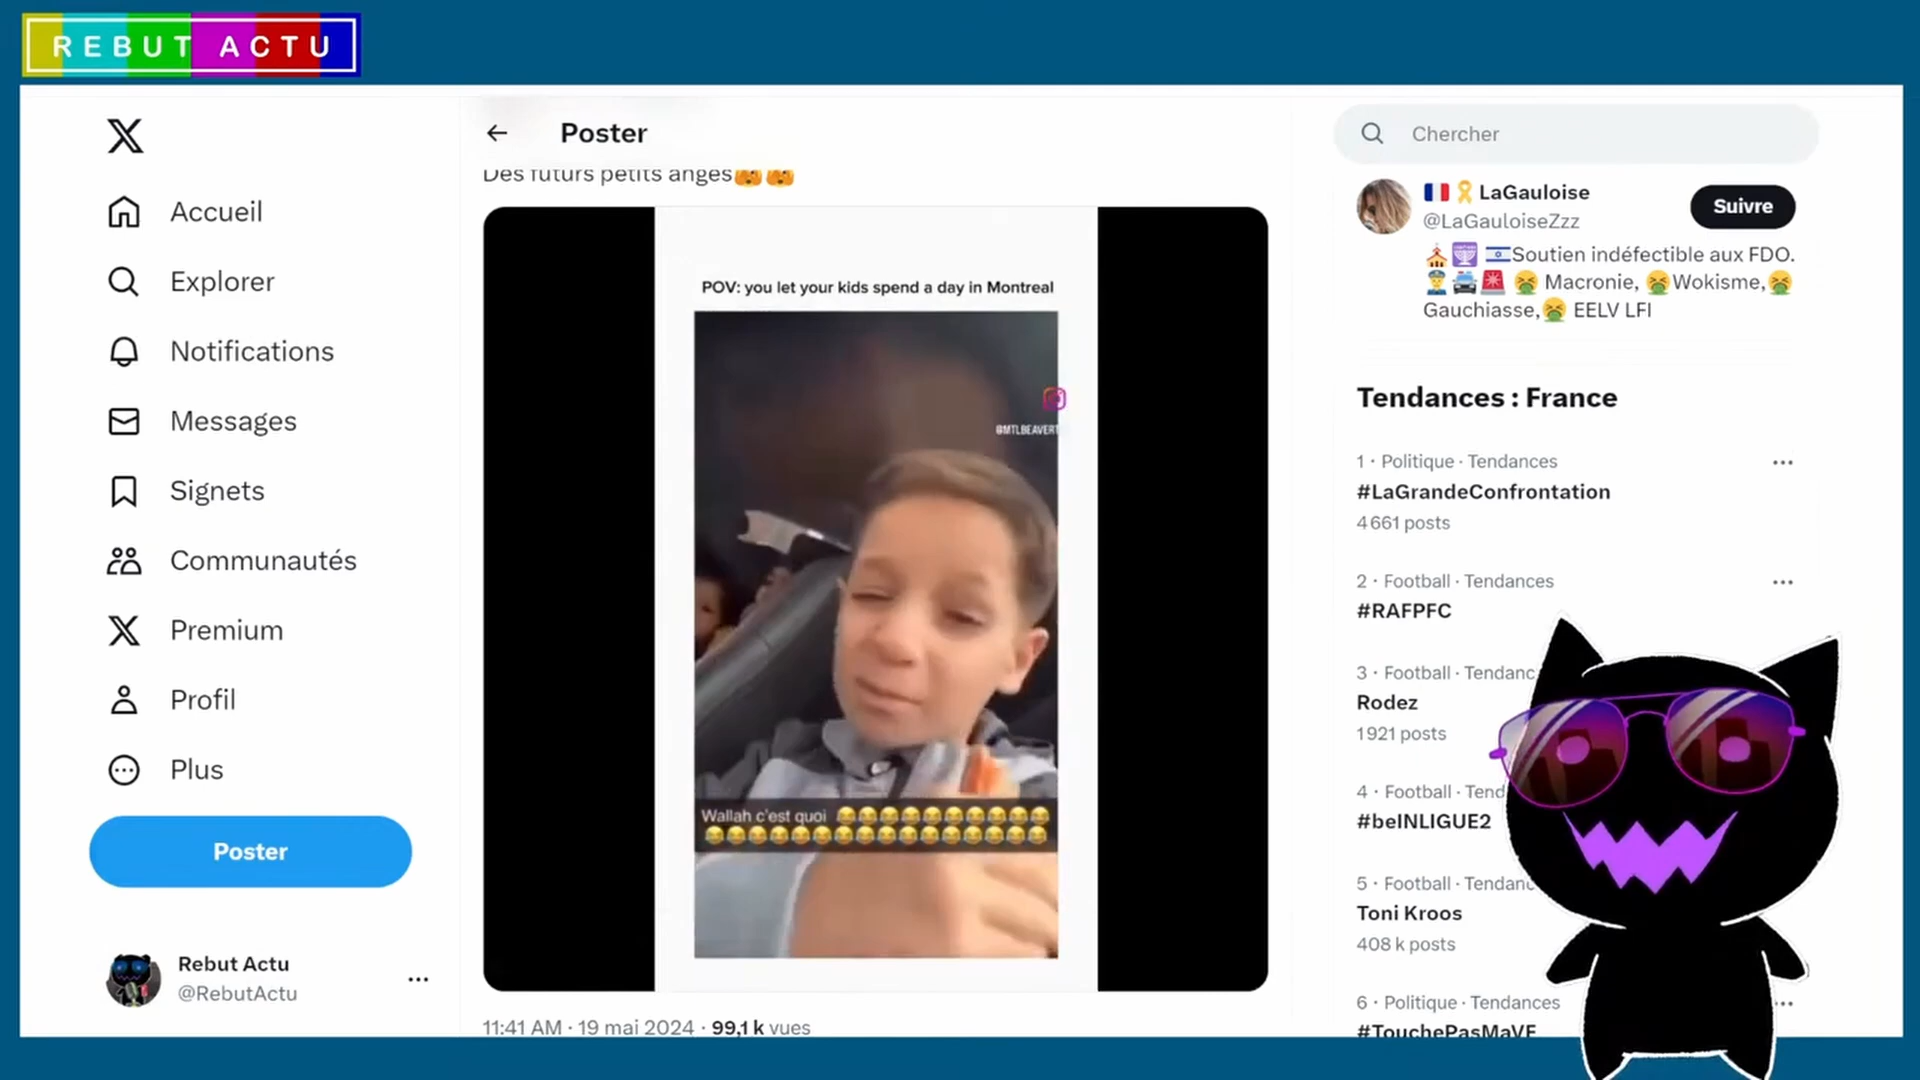 REBUT ACTU
Poster
Chercher
Des futurs petits anges
LaGauloise
@LaGauloiseZzz
Suivre
Soutien indéfectible aux FDO.
Macronie, Wokisme,
Gauchiasse, EELV LFI
Accueil
Explorer
Notifications
Messages
Signets
Communautés
Premium
Profil
Plus
Poster
Rebut Actu
@RebutActu
POV: you let your kids spend a day in Montreal
@MTLBEAVERT
Wallah c'est quoi 😂😂😂😂😂😂😂😂😂😂
😂😂😂😂😂😂😂😂😂😂😂😂😂😂😂😂
11:41 AM · 19 mai 2024 · 99,1 k vues
Tendances : France
1 · Politique · Tendances
#LaGrandeConfrontation
4 661 posts
2 · Football · Tendances
#RAFPFC
3 · Football · Tendanc
Rodez
1 921 posts
4 · Football · Tend
#beINLIGUE2
5 · Football · Tendanc
Toni Kroos
408 k posts
6 · Politique · Tendances
#TouchePasMaVF